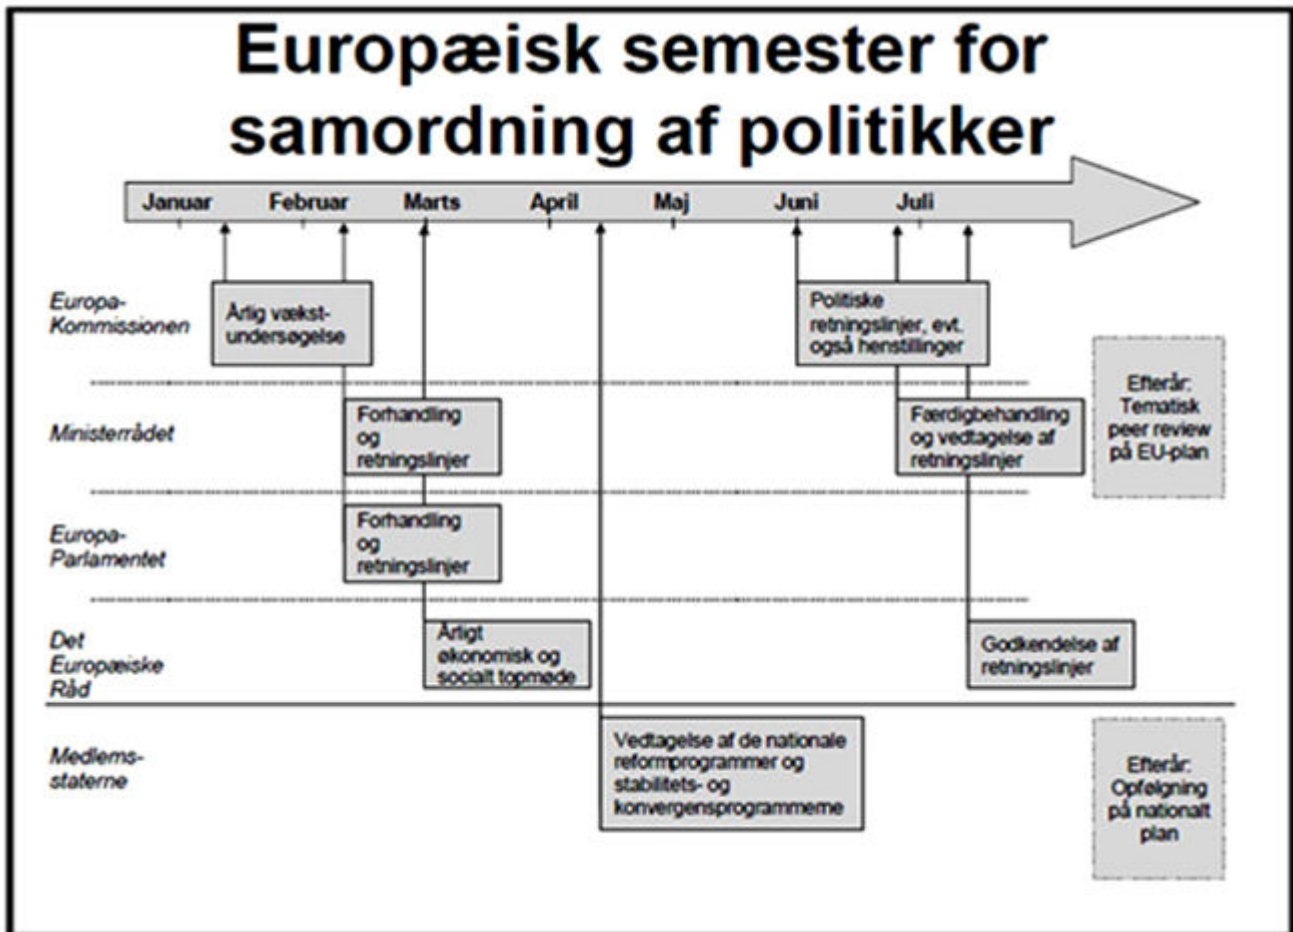 Europæisk semester for
samordning af politikker
Januar Februar Marts April Maj Juni Juli
Europa-
Kommissionen
Årlig vækst-
undersøgelse
Politiske
retningslinjer, evt.
også henstillinger
Ministerrådet
Forhandling
og
retningslinjer
Færdigbehandling
og vedtagelse af
retningslinjer
Efterår:
Tematisk
peer review
på EU-plan
Europa-
Parlamentet
Forhandling
og
retningslinjer
Det
Europæiske
Råd
Årligt
økonomisk og
socialt topmøde
Godkendelse af
retningslinjer
Medlems-
staterne
Vedtagelse af de nationale
reformprogrammer og
stabilitets- og
konvergensprogrammerne
Efterår:
Opfølgning
på nationalt
plan